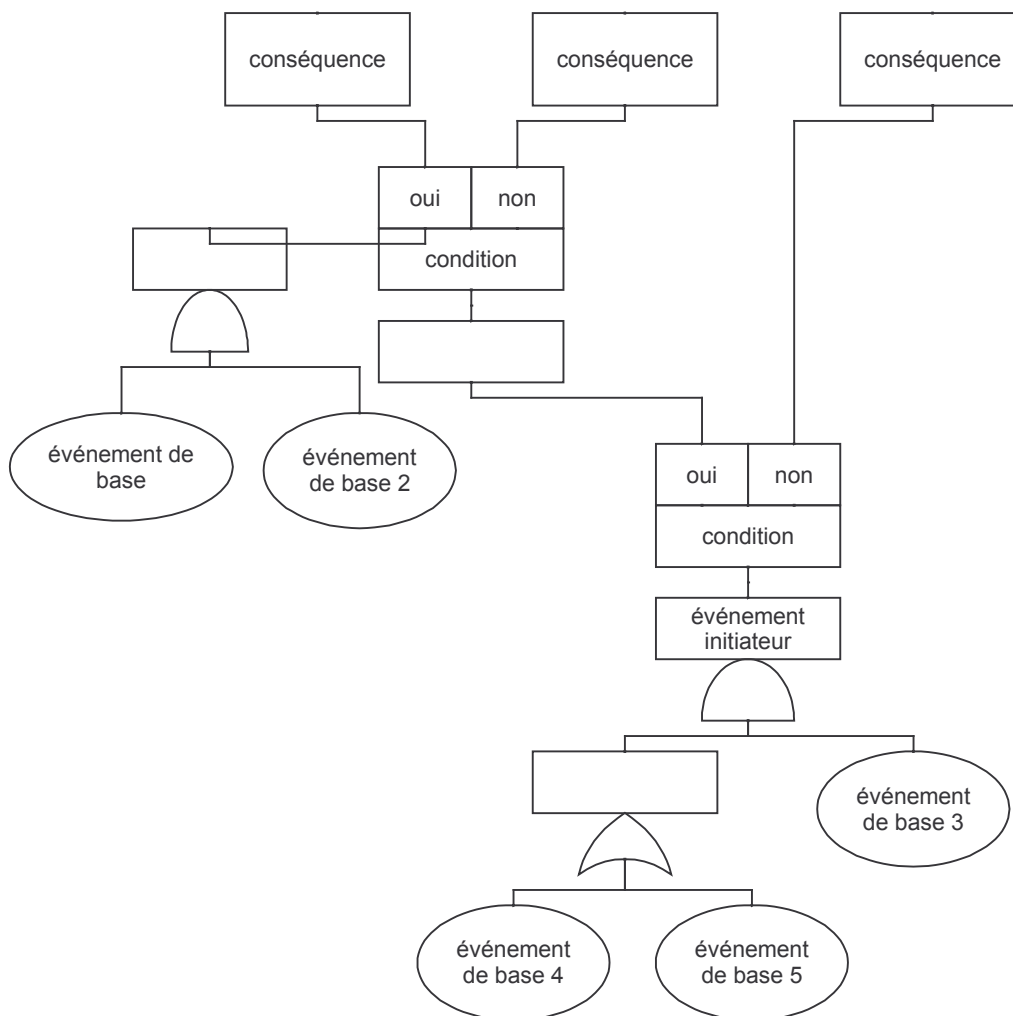 conséquence
conséquence
conséquence
oui
non
condition
événement de
base
événement
de base 2
oui
non
condition
événement
initiateur
événement
de base 3
événement
de base 4
événement
de base 5